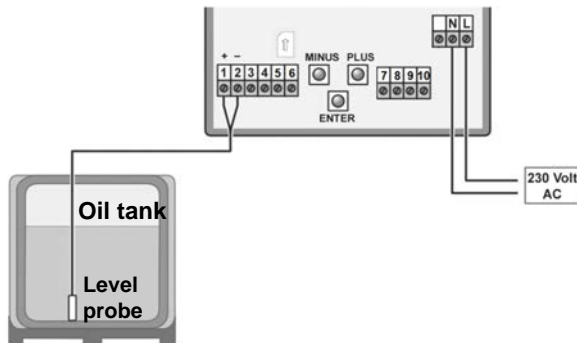 N L
+ −
MINUS PLUS
1 2 3 4 5 6
7 8 9 10
ENTER
230 Volt
AC
Oil tank
Level
probe